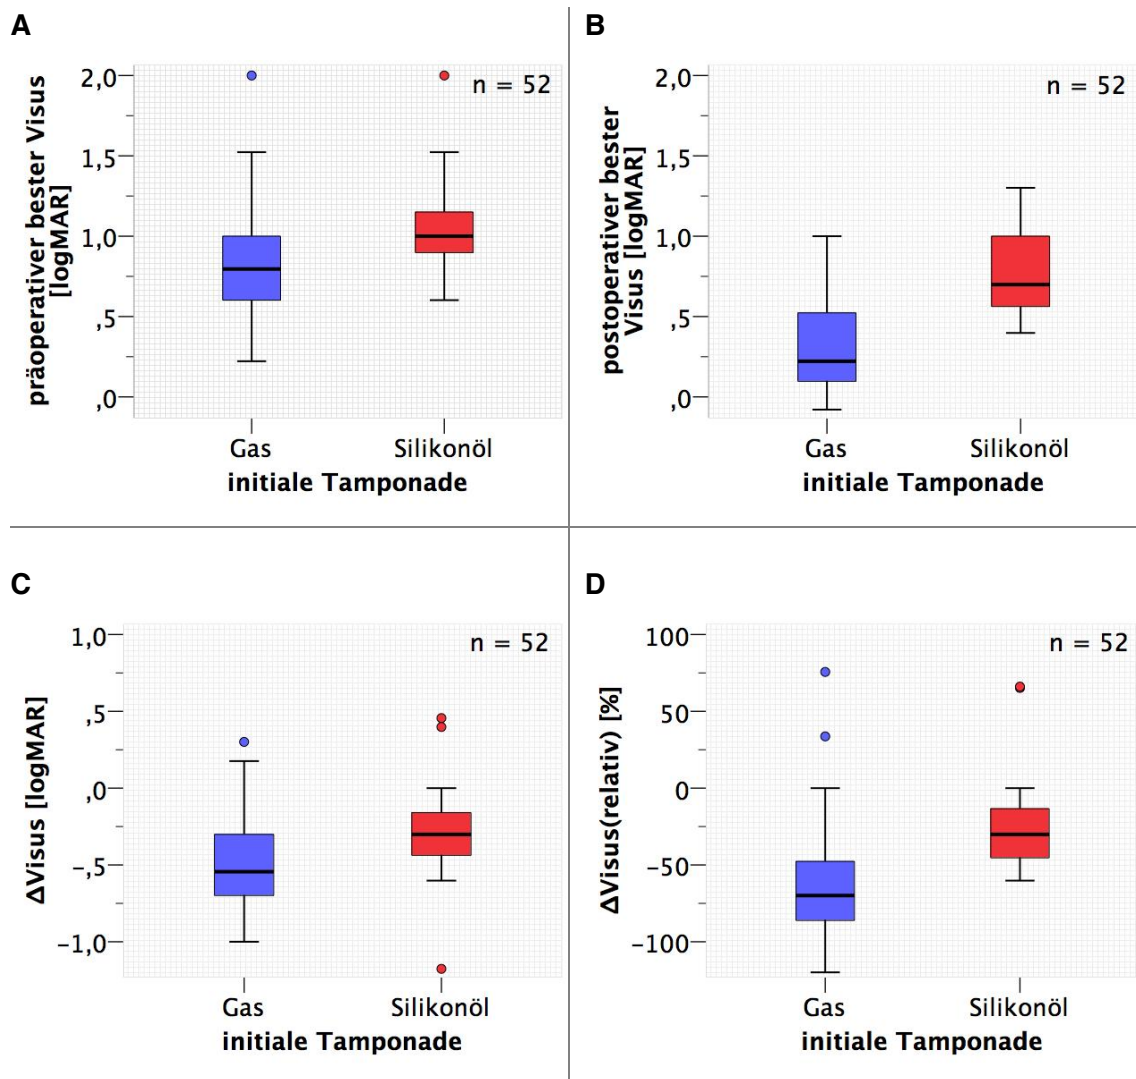 A
präoperativer bester Visus
[logMAR]
2,0
1,5
1,0
,5
,0
n = 52
Gas
Silikonöl
initiale Tamponade
B
postoperativer bester
Visus [logMAR]
2,0
1,5
1,0
,5
,0
n = 52
Gas
Silikonöl
initiale Tamponade
C
ΔVisus [logMAR]
1,0
,5
,0
-,5
-1,0
n = 52
Gas
Silikonöl
initiale Tamponade
D
ΔVisus(relativ) [%]
100
50
0
-50
-100
n = 52
Gas
Silikonöl
initiale Tamponade